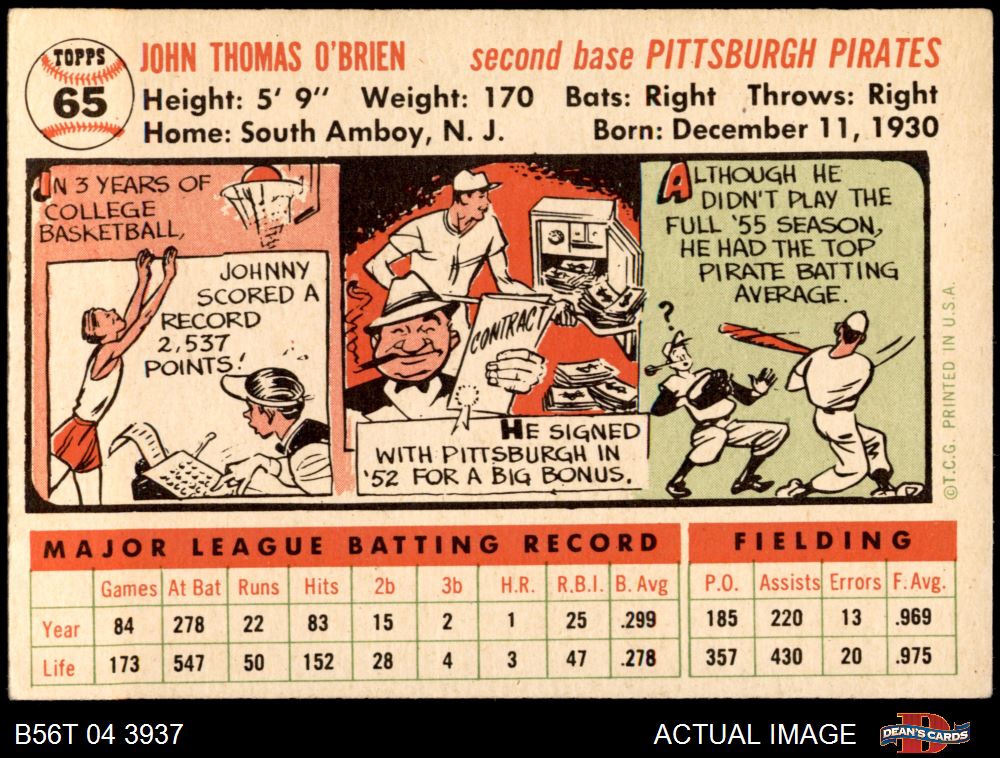 TOPPS
65
JOHN THOMAS O'BRIEN second base PITTSBURGH PIRATES
Height: 5' 9" Weight: 170 Bats: Right Throws: Right
Home: South Amboy, N. J. Born: December 11, 1930
IN 3 YEARS OF
COLLEGE
BASKETBALL,
JOHNNY
SCORED A
RECORD
2,537
POINTS!
CONTRACT
HE SIGNED
WITH PITTSBURGH IN
'52 FOR A BIG BONUS.
ALTHOUGH HE
DIDN'T PLAY THE
FULL '55 SEASON,
HE HAD THE TOP
PIRATE BATTING
AVERAGE.
?
©T.C.G. PRINTED IN U.S.A.
MAJOR LEAGUE BATTING RECORD FIELDING
Games At Bat Runs Hits 2b 3b H.R. R.B.I. B. Avg P.O. Assists Errors F. Avg.
Year 84 278 22 83 15 2 1 25 .299 185 220 13 .969
Life 173 547 50 152 28 4 3 47 .278 357 430 20 .975
B56T 04 3937 ACTUAL IMAGE DEAN'S CARDS